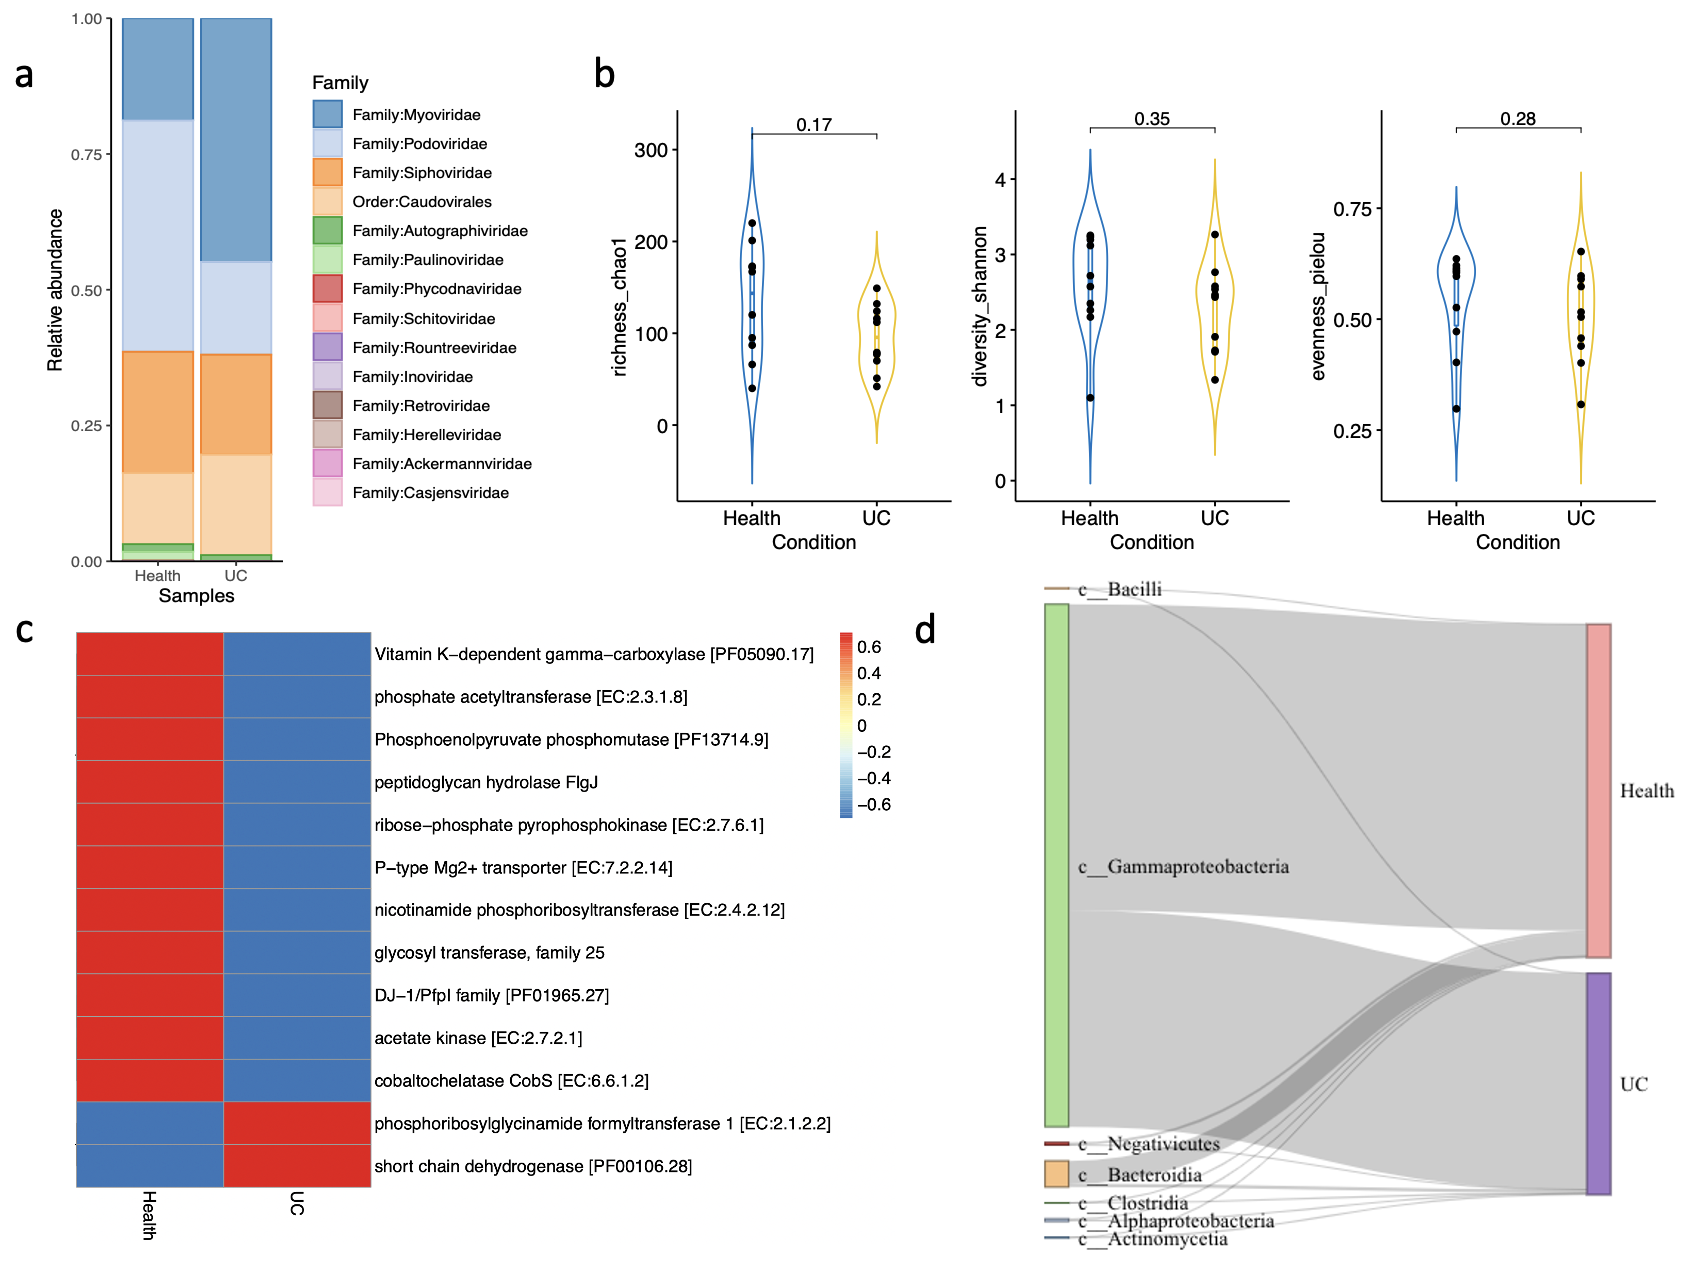 a
1.00
0.75
0.50
0.25
0.00
Relative abundance
Health
UC
Samples
Family
Family:Myoviridae
Family:Podoviridae
Family:Siphoviridae
Order:Caudovirales
Family:Autographiviridae
Family:Paulinoviridae
Family:Phycodnaviridae
Family:Schitoviridae
Family:Rountreeviridae
Family:Inoviridae
Family:Retroviridae
Family:Herelleviridae
Family:Ackermannviridae
Family:Casjensviridae
b
0.17
300
200
100
0
richness_chao1
Health
UC
Condition
0.35
4
3
2
1
0
diversity_shannon
Health
UC
Condition
0.28
0.75
0.50
0.25
evenness_pielou
Health
UC
Condition
c
Vitamin K−dependent gamma−carboxylase [PF05090.17]
phosphate acetyltransferase [EC:2.3.1.8]
Phosphoenolpyruvate phosphomutase [PF13714.9]
peptidoglycan hydrolase FlgJ
ribose−phosphate pyrophosphokinase [EC:2.7.6.1]
P−type Mg2+ transporter [EC:7.2.2.14]
nicotinamide phosphoribosyltransferase [EC:2.4.2.12]
glycosyl transferase, family 25
DJ−1/PfpI family [PF01965.27]
acetate kinase [EC:2.7.2.1]
cobaltochelatase CobS [EC:6.6.1.2]
phosphoribosylglycinamide formyltransferase 1 [EC:2.1.2.2]
short chain dehydrogenase [PF00106.28]
Health
UC
0.6
0.4
0.2
0
−0.2
−0.4
−0.6
d
c__Bacilli
c__Gammaproteobacteria
c__Negativicutes
c__Bacteroidia
c__Clostridia
c__Alphaproteobacteria
c__Actinomycetia
Health
UC